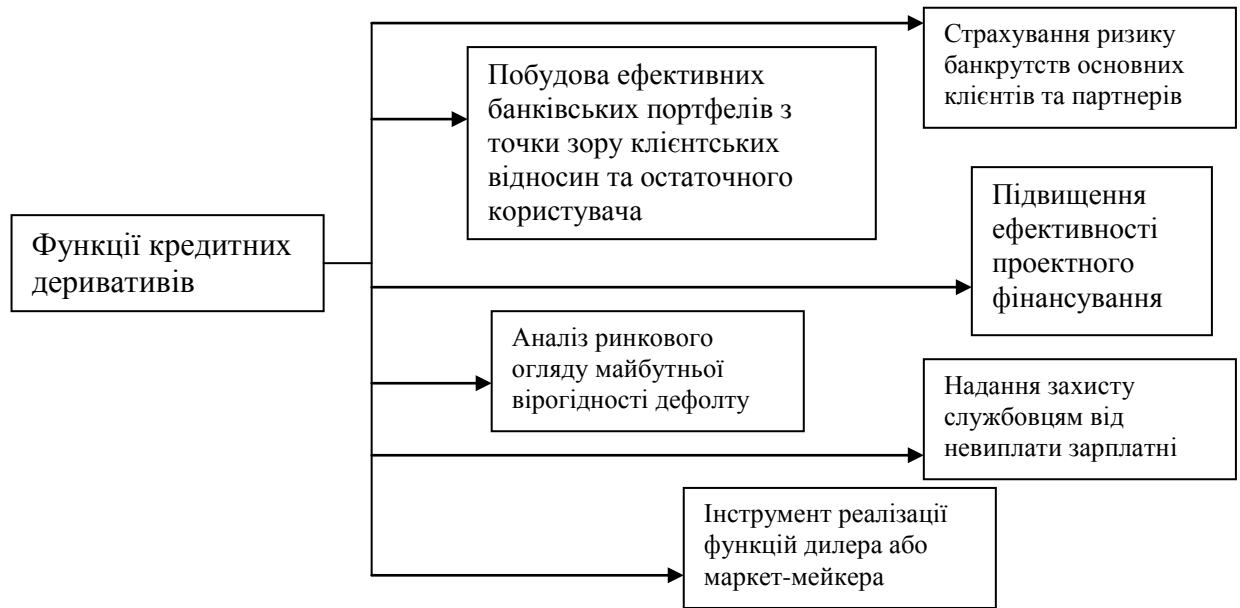 Страхування ризику
банкрутств основних
клієнтів та партнерів
Побудова ефективних
банківських портфелів з
точки зору клієнтських
відносин та остаточного
користувача
Функції кредитних
деривативів
Підвищення
ефективності
проектного
фінансування
Аналіз ринкового
огляду майбутньої
вірогідності дефолту
Надання захисту
службовцям від
невиплати зарплатні
Інструмент реалізації
функцій дилера або
маркет-мейкера